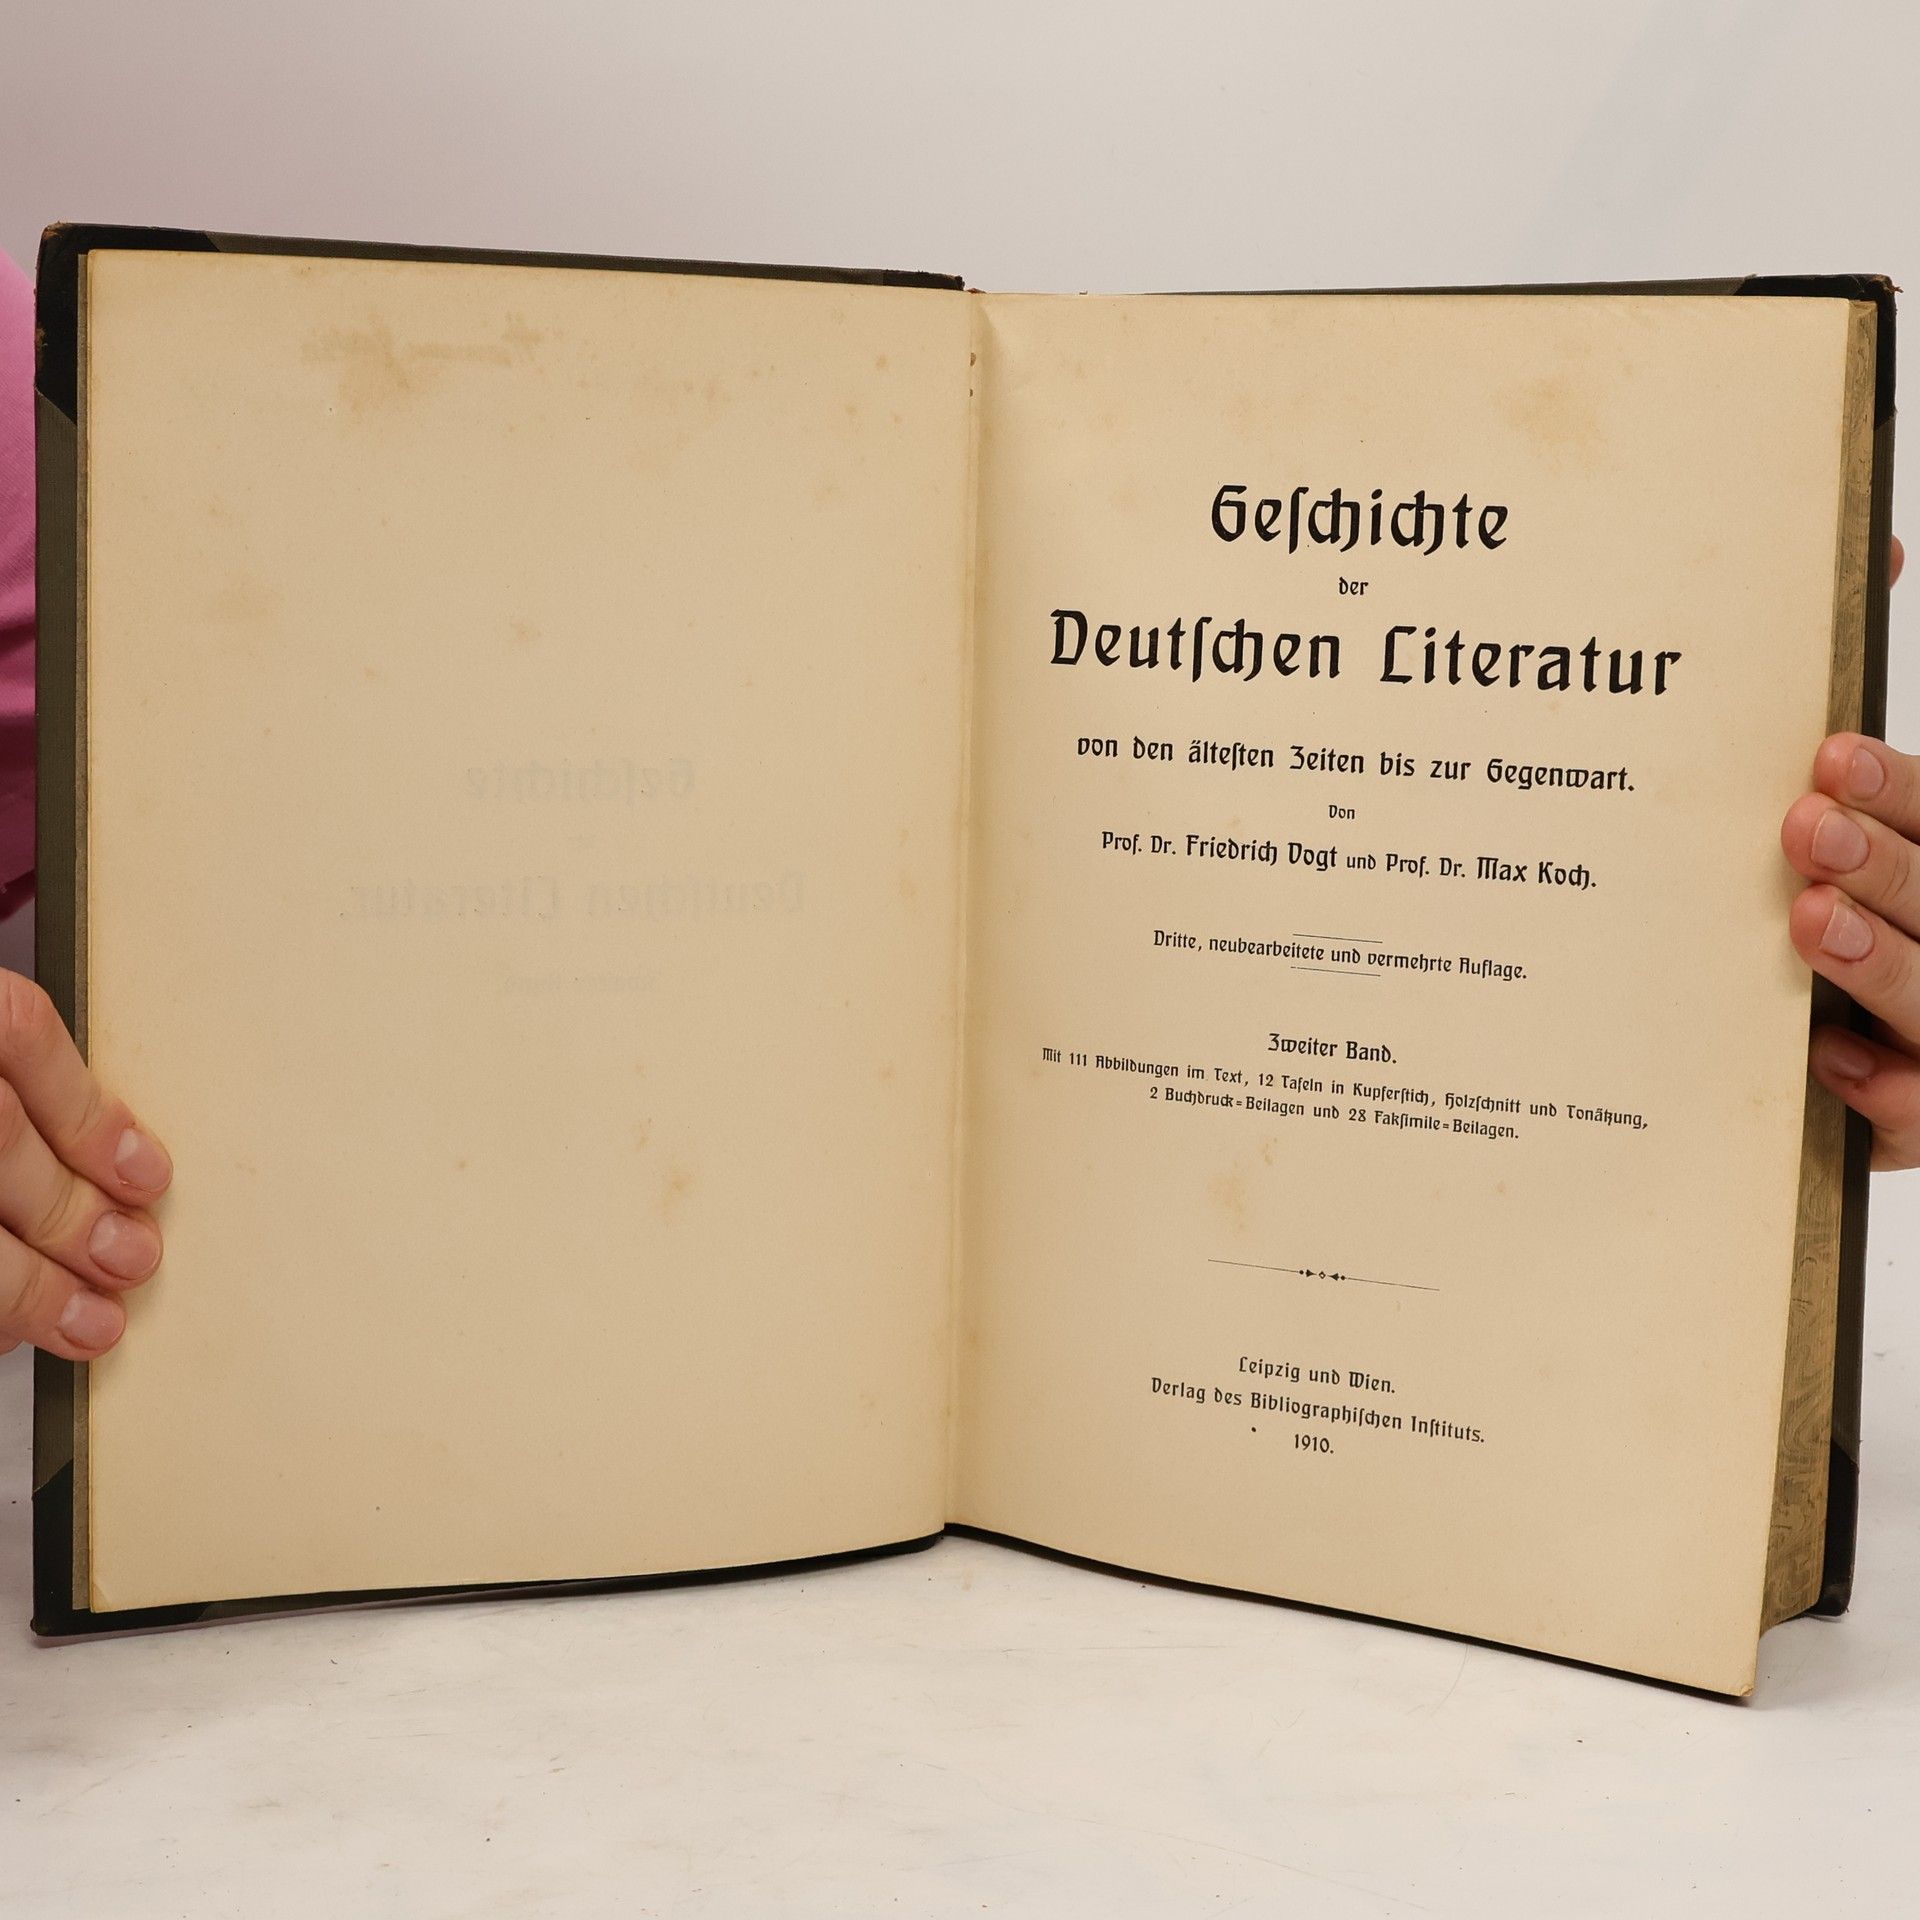 Geſchichte
der
Deutſchen Literatur
von den älteſten Zeiten bis zur Gegenwart.
Von
Prof. Dr. Friedrich Vogt und Prof. Dr. Max Koch.
Dritte, neubearbeitete und vermehrte Auflage.
Zweiter Band.
Mit 111 Abbildungen im Text, 12 Tafeln in Kupferſtich, Holzſchnitt und Tonätzung,
2 Buchdruck=Beilagen und 28 Fakſimile=Beilagen.
Leipzig und Wien.
Verlag des Bibliographiſchen Inſtituts.
1910.